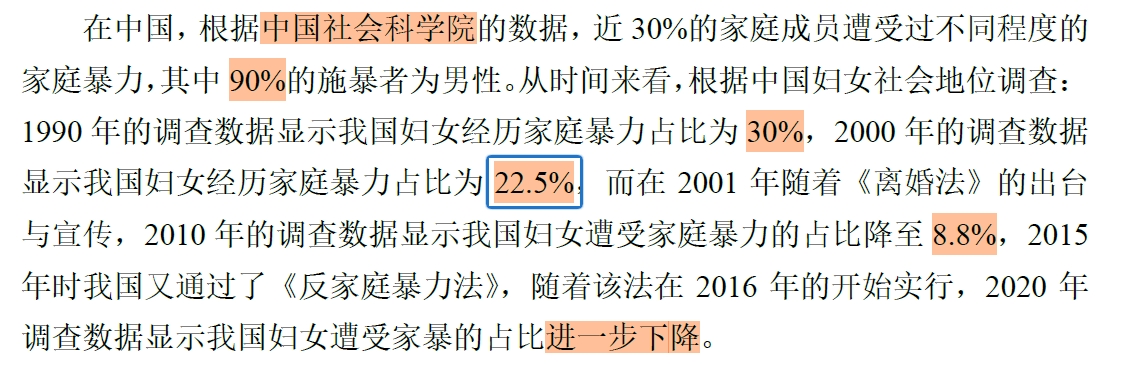 在中国，根据中国社会科学院的数据，近 30%的家庭成员遭受过不同程度的
家庭暴力，其中 90%的施暴者为男性。从时间来看，根据中国妇女社会地位调查：
1990 年的调查数据显示我国妇女经历家庭暴力占比为 30%，2000 年的调查数据
显示我国妇女经历家庭暴力占比为 22.5%，而在 2001 年随着《离婚法》的出台
与宣传，2010 年的调查数据显示我国妇女遭受家庭暴力的占比降至 8.8%，2015
年时我国又通过了《反家庭暴力法》，随着该法在 2016 年的开始实行，2020 年
调查数据显示我国妇女遭受家暴的占比进一步下降。